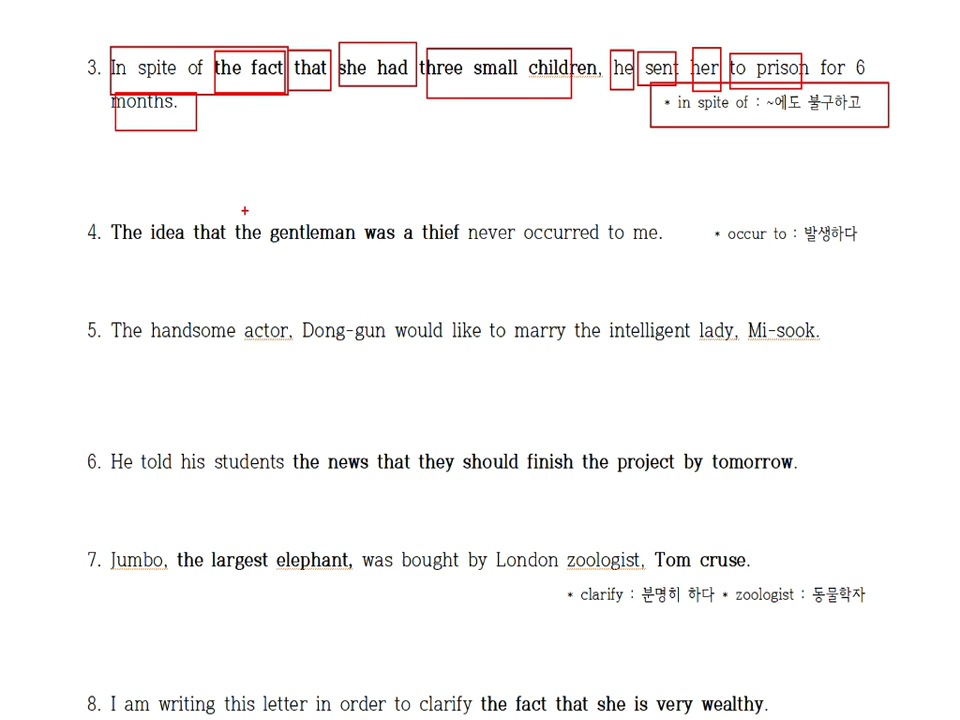 3. In spite of the fact that she had three small children, he sent her to prison for 6
months. * in spite of : ~에도 불구하고
4. The idea that the gentleman was a thief never occurred to me. * occur to : 발생하다
5. The handsome actor, Dong-gun would like to marry the intelligent lady, Mi-sook.
6. He told his students the news that they should finish the project by tomorrow.
7. Jumbo, the largest elephant, was bought by London zoologist, Tom cruse.
* clarify : 분명히 하다 * zoologist : 동물학자
8. I am writing this letter in order to clarify the fact that she is very wealthy.